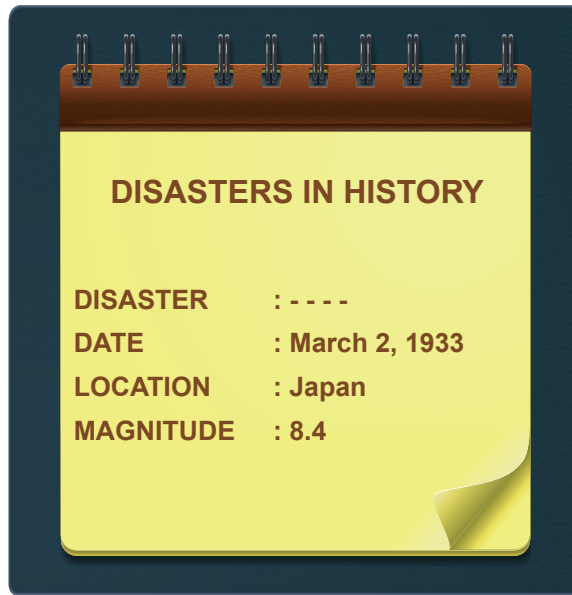 DISASTERS IN HISTORY
DISASTER : - - - -
DATE : March 2, 1933
LOCATION : Japan
MAGNITUDE : 8.4